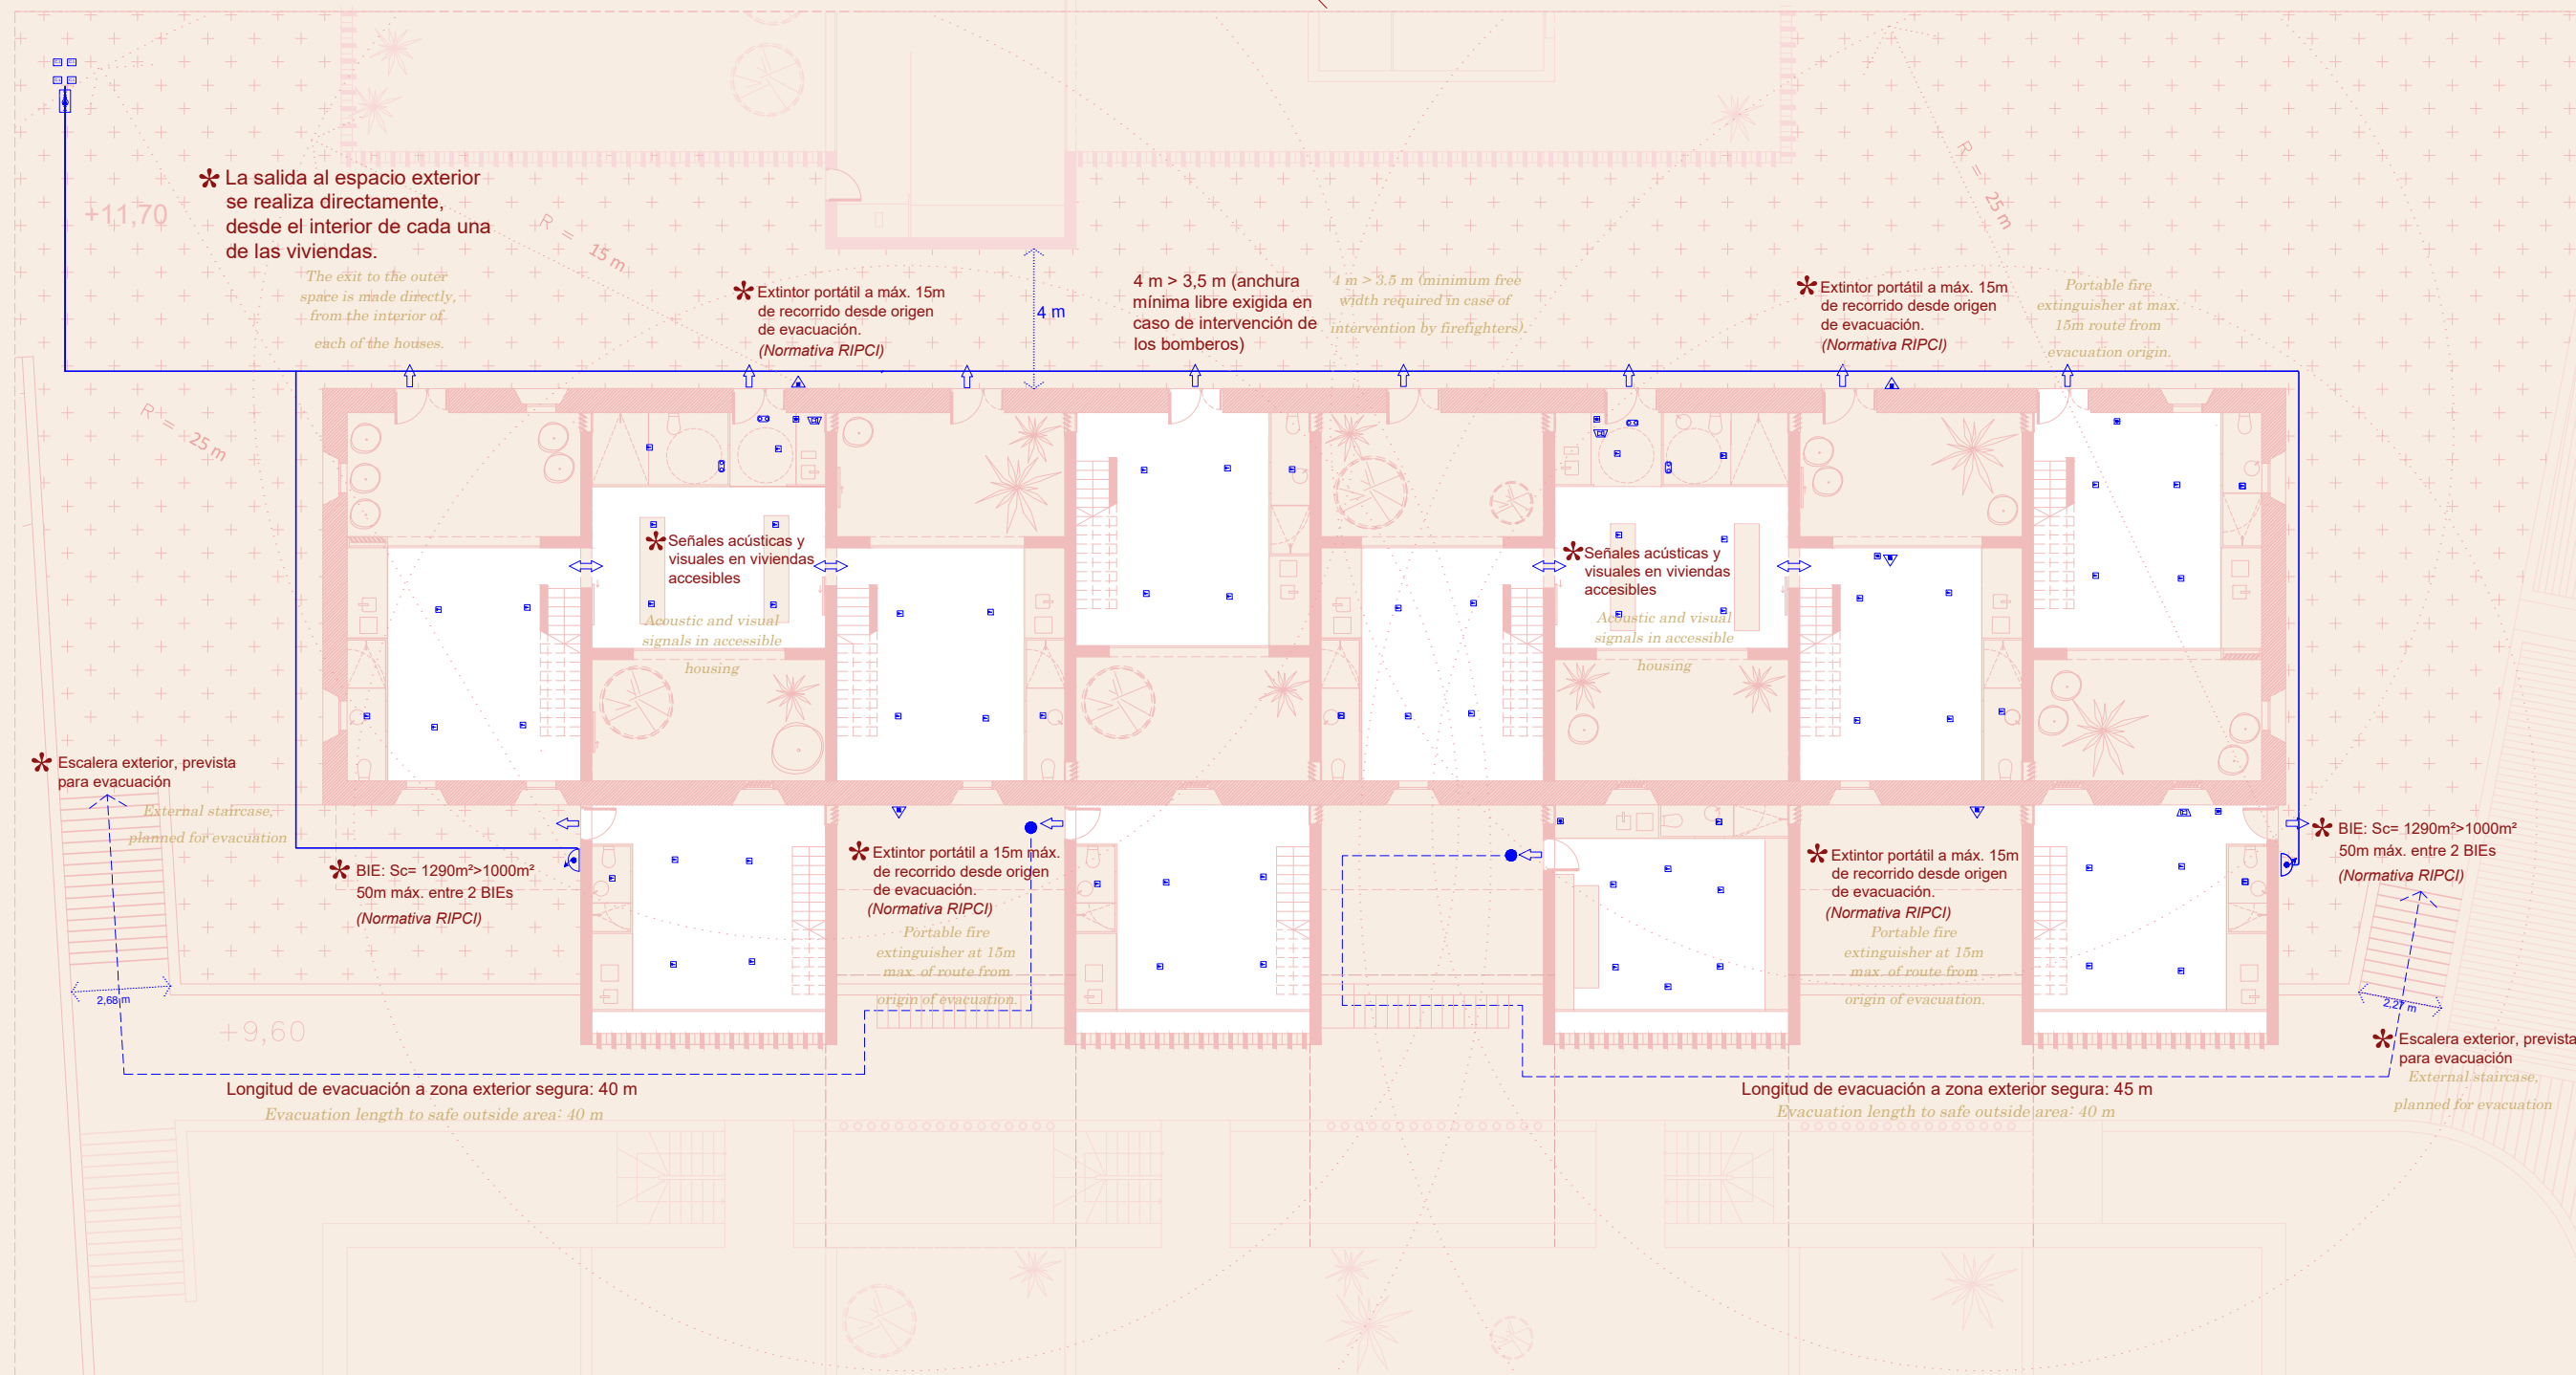 +11,70
* La salida al espacio exterior
se realiza directamente,
desde el interior de cada una
de las viviendas.
The exit to the outer
space is made directly,
from the interior of
each of the houses.
R = 15 m
R = 25 m
R = 25 m
* Extintor portátil a máx. 15m
de recorrido desde origen
de evacuación.
(Normativa RIPCI)
4 m
4 m > 3,5 m (anchura
mínima libre exigida en
caso de intervención de
los bomberos)
4 m > 3.5 m (minimum free
width required in case of
intervention by firefighters).
* Extintor portátil a máx. 15m
de recorrido desde origen
de evacuación.
(Normativa RIPCI)
Portable fire
extinguisher at max.
15m route from
evacuation origin.
* Señales acústicas y
visuales en viviendas
accesibles
Acoustic and visual
signals in accessible
housing
* Señales acústicas y
visuales en viviendas
accesibles
Acoustic and visual
signals in accessible
housing
* Escalera exterior, prevista
para evacuación
External staircase,
planned for evacuation
* BIE: Sc= 1290m²>1000m²
50m máx. entre 2 BIEs
(Normativa RIPCI)
* Extintor portátil a 15m máx.
de recorrido desde origen
de evacuación.
(Normativa RIPCI)
Portable fire
extinguisher at 15m
max. of route from
origin of evacuation.
* Extintor portátil a máx. 15m
de recorrido desde origen
de evacuación.
(Normativa RIPCI)
Portable fire
extinguisher at 15m
max. of route from
origin of evacuation.
* BIE: Sc= 1290m²>1000m²
50m máx. entre 2 BIEs
(Normativa RIPCI)
2,68 m
+9,60
2,27 m
* Escalera exterior, prevista
para evacuación
External staircase,
planned for evacuation
Longitud de evacuación a zona exterior segura: 40 m
Evacuation length to safe outside area: 40 m
Longitud de evacuación a zona exterior segura: 45 m
Evacuation length to safe outside area: 40 m